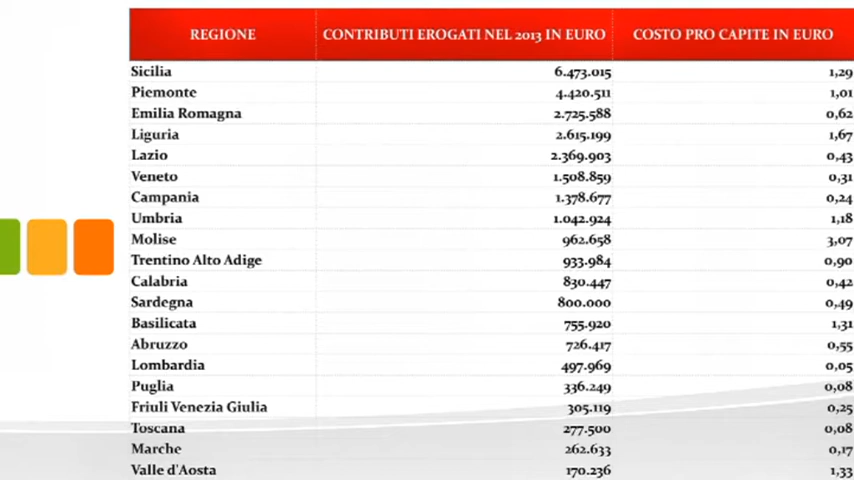 REGIONE CONTRIBUTI EROGATI NEL 2013 IN EURO COSTO PRO CAPITE IN EURO
Sicilia 6.473.015 1,29
Piemonte 4.420.511 1,01
Emilia Romagna 2.725.588 0,62
Liguria 2.615.199 1,67
Lazio 2.369.903 0,43
Veneto 1.508.859 0,31
Campania 1.378.677 0,24
Umbria 1.042.924 1,18
Molise 962.658 3,07
Trentino Alto Adige 933.984 0,90
Calabria 830.447 0,42
Sardegna 800.000 0,49
Basilicata 755.920 1,31
Abruzzo 726.417 0,55
Lombardia 497.969 0,05
Puglia 336.249 0,08
Friuli Venezia Giulia 305.119 0,25
Toscana 277.500 0,08
Marche 262.633 0,17
Valle d'Aosta 170.236 1,33